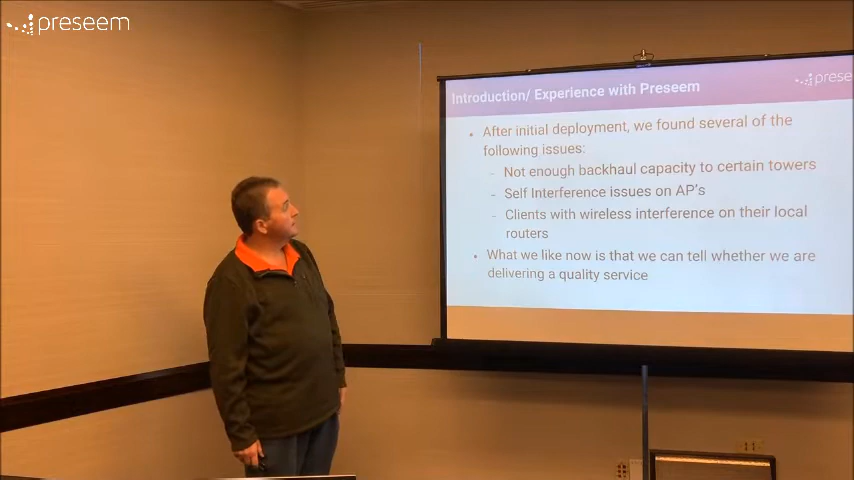 preseem
Introduction/ Experience with Preseem
prese
After initial deployment, we found several of the
following issues:
- Not enough backhaul capacity to certain towers
- Self Interference issues on AP's
- Clients with wireless interference on their local
routers
What we like now is that we can tell whether we are
delivering a quality service